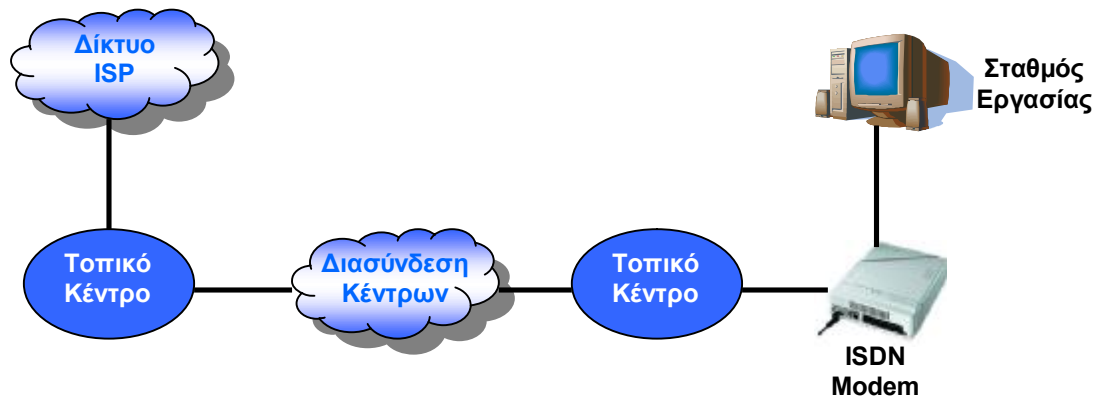 Δίκτυο
ISP
Σταθμός
Εργασίας
Τοπικό
Κέντρο
Διασύνδεση
Κέντρων
Τοπικό
Κέντρο
ISDN
Modem